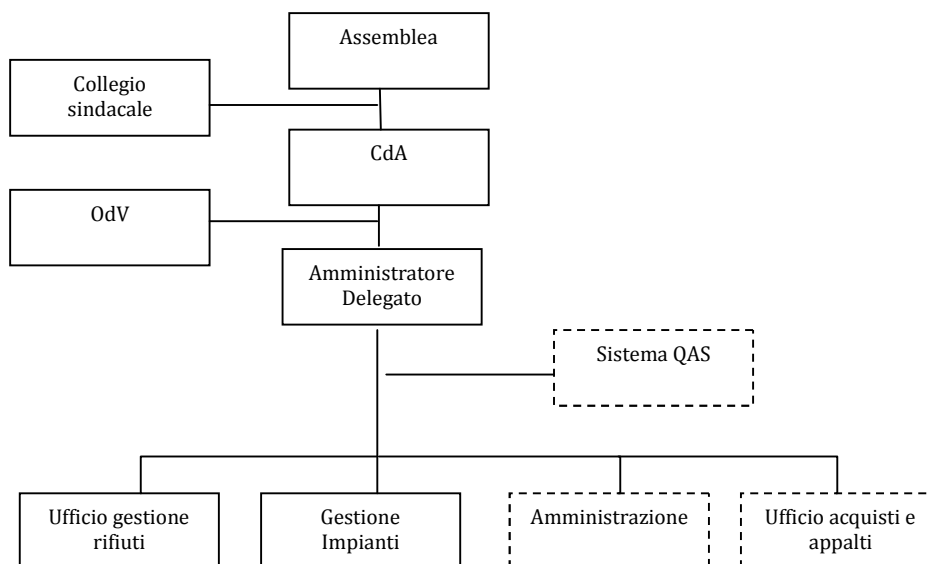 Assemblea
Collegio
sindacale
CdA
OdV
Amministratore
Delegato
Sistema QAS
Ufficio gestione
rifiuti
Gestione
Impianti
Amministrazione
Ufficio acquisti e
appalti